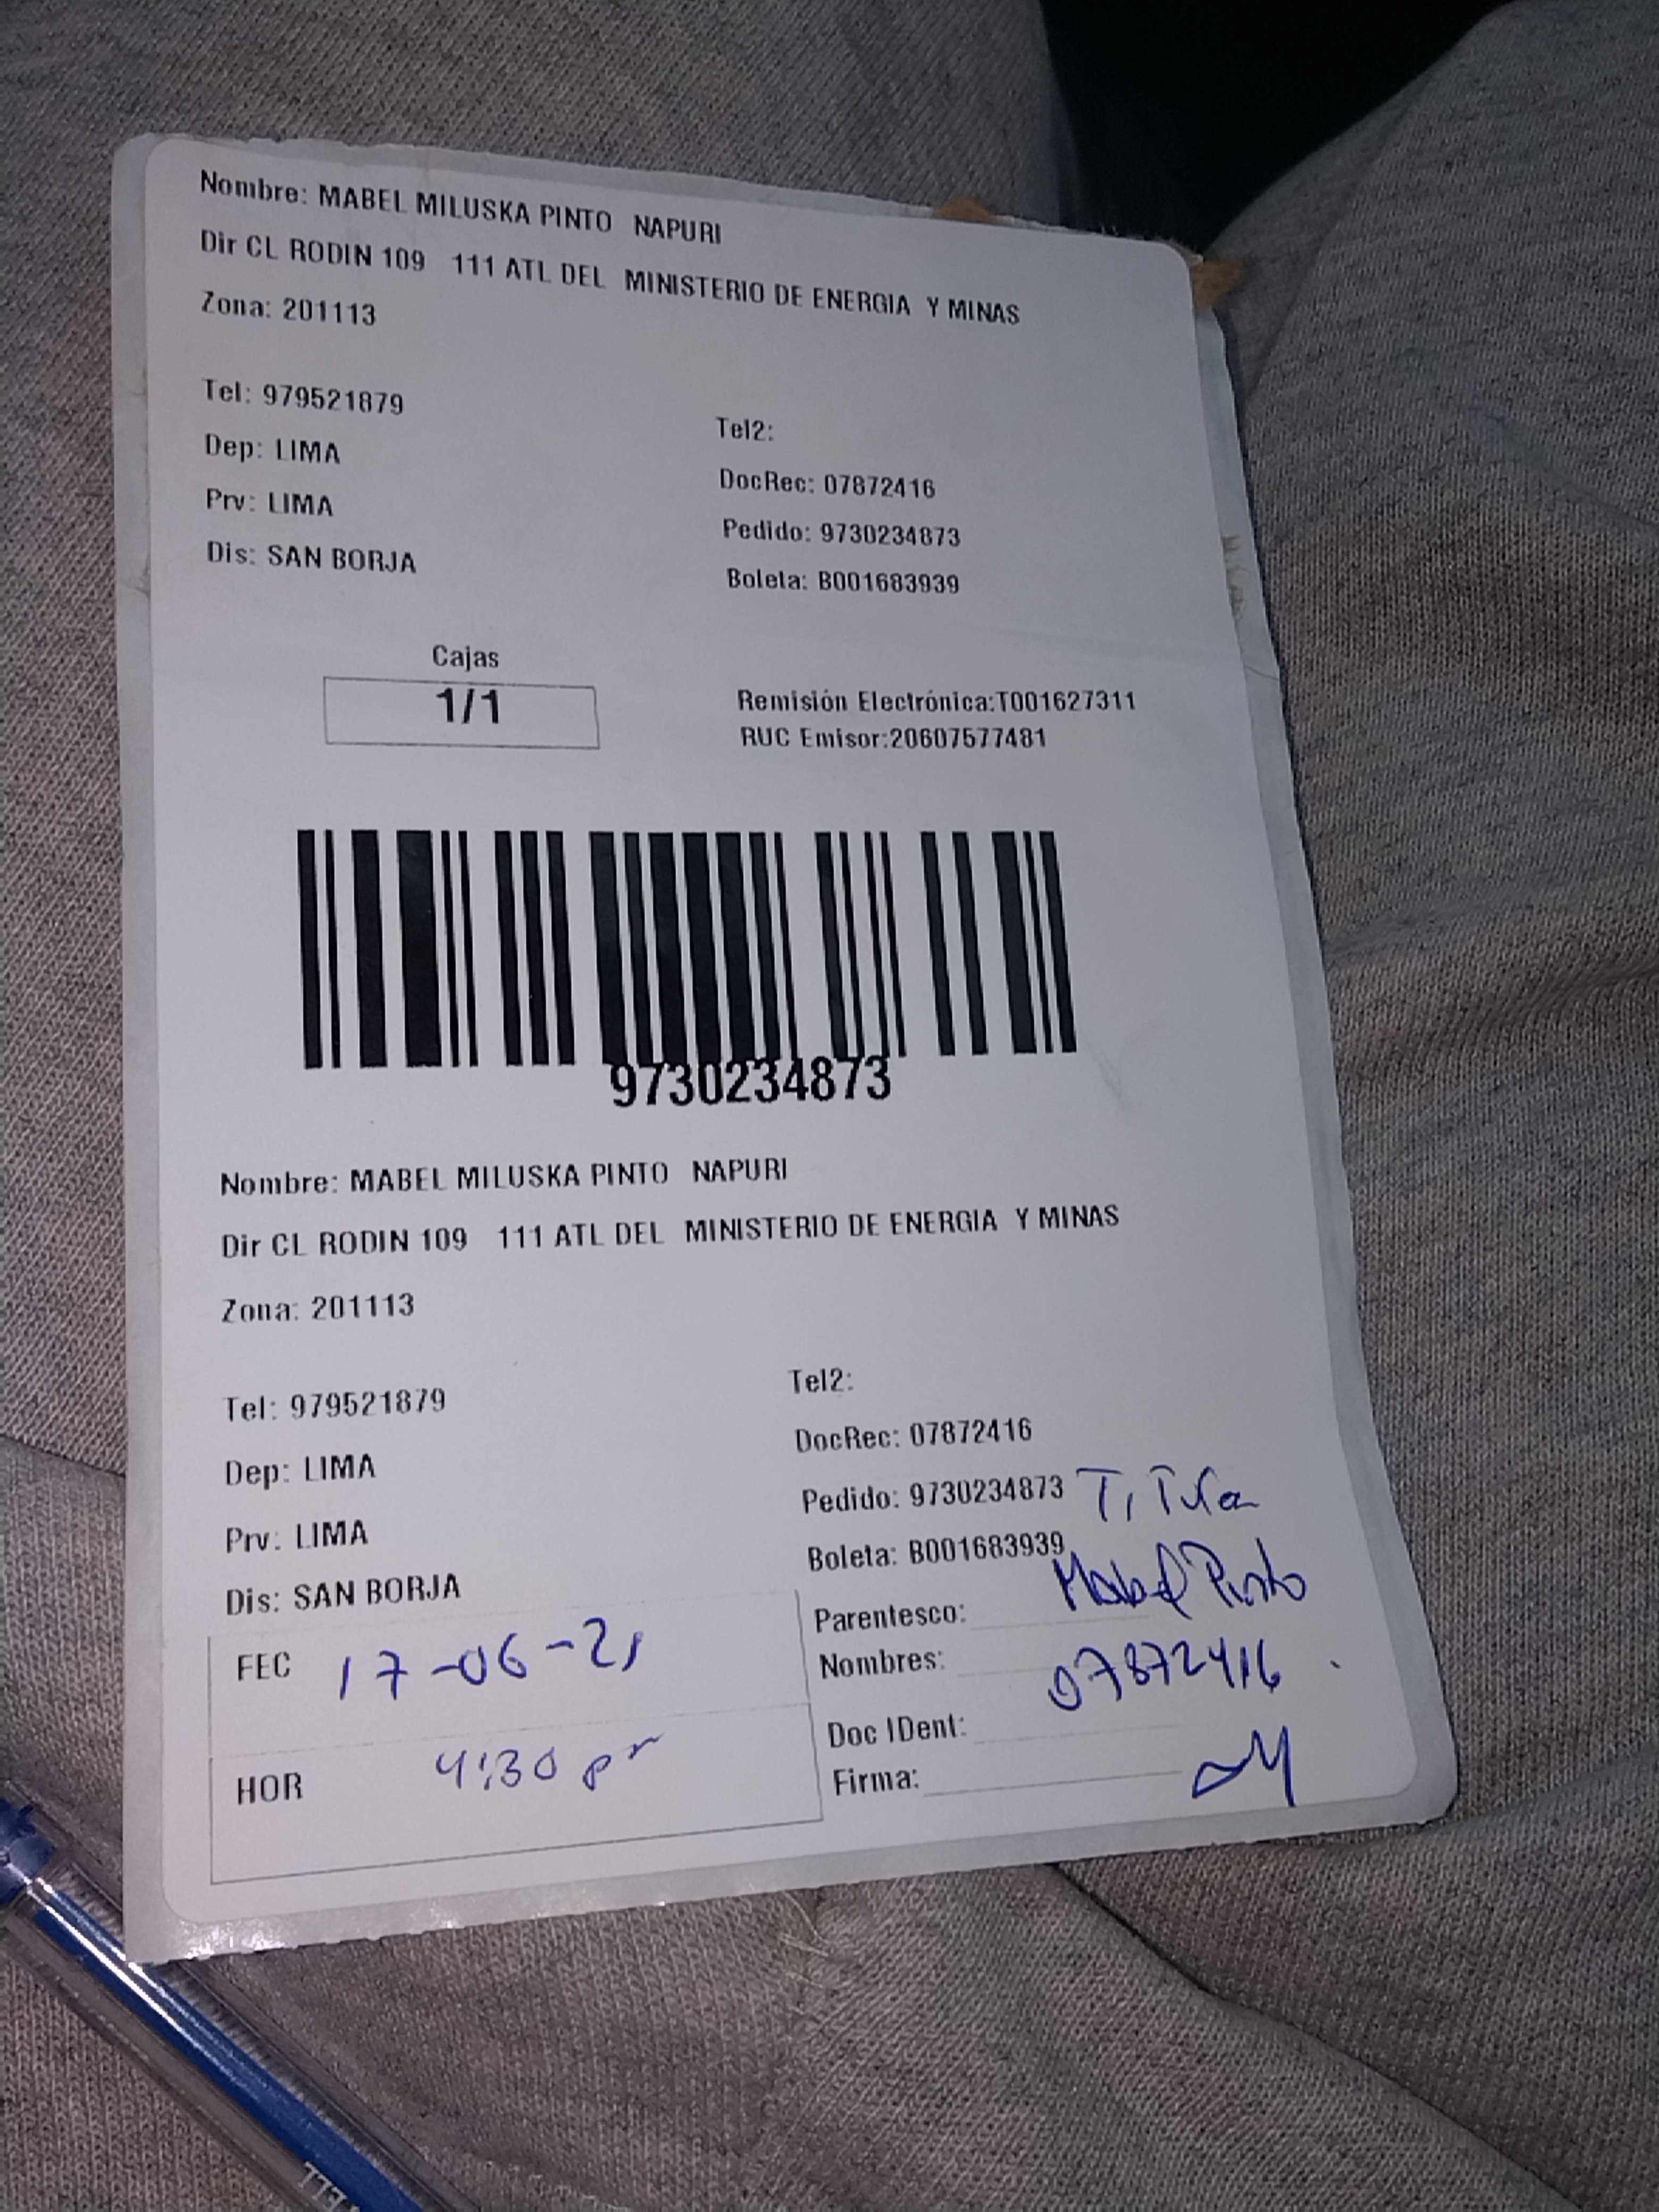 Nombre: MABEL MILUSKA PINTO NAPURI
Dir CL RODIN 109 111 ATL DEL MINISTERIO DE ENERGIA Y MINAS
Zona: 201113
Tel: 979521879
Tel2:
Dep: LIMA
DocRec: 07872416
Prv: LIMA
Pedido: 9730234873
Dis: SAN BORJA
Boleta: B001683939
Cajas
1/1
Remisión Electrónica:T001627311
RUC Emisor:20607577481
9730234873
Nombre: MABEL MILUSKA PINTO NAPURI
Dir CL RODIN 109 111 ATL DEL MINISTERIO DE ENERGIA Y MINAS
Zona: 201113
Tel: 979521879
Tel2:
Dep: LIMA
DocRec: 07872416
Prv: LIMA
Pedido: 9730234873
Dis: SAN BORJA
Boleta: B001683939
FEC 17-06-21
HOR 4:30 pm
Parentesco:
Nombres: Mabel Pinto
Doc IDent: 07872416
Firma: